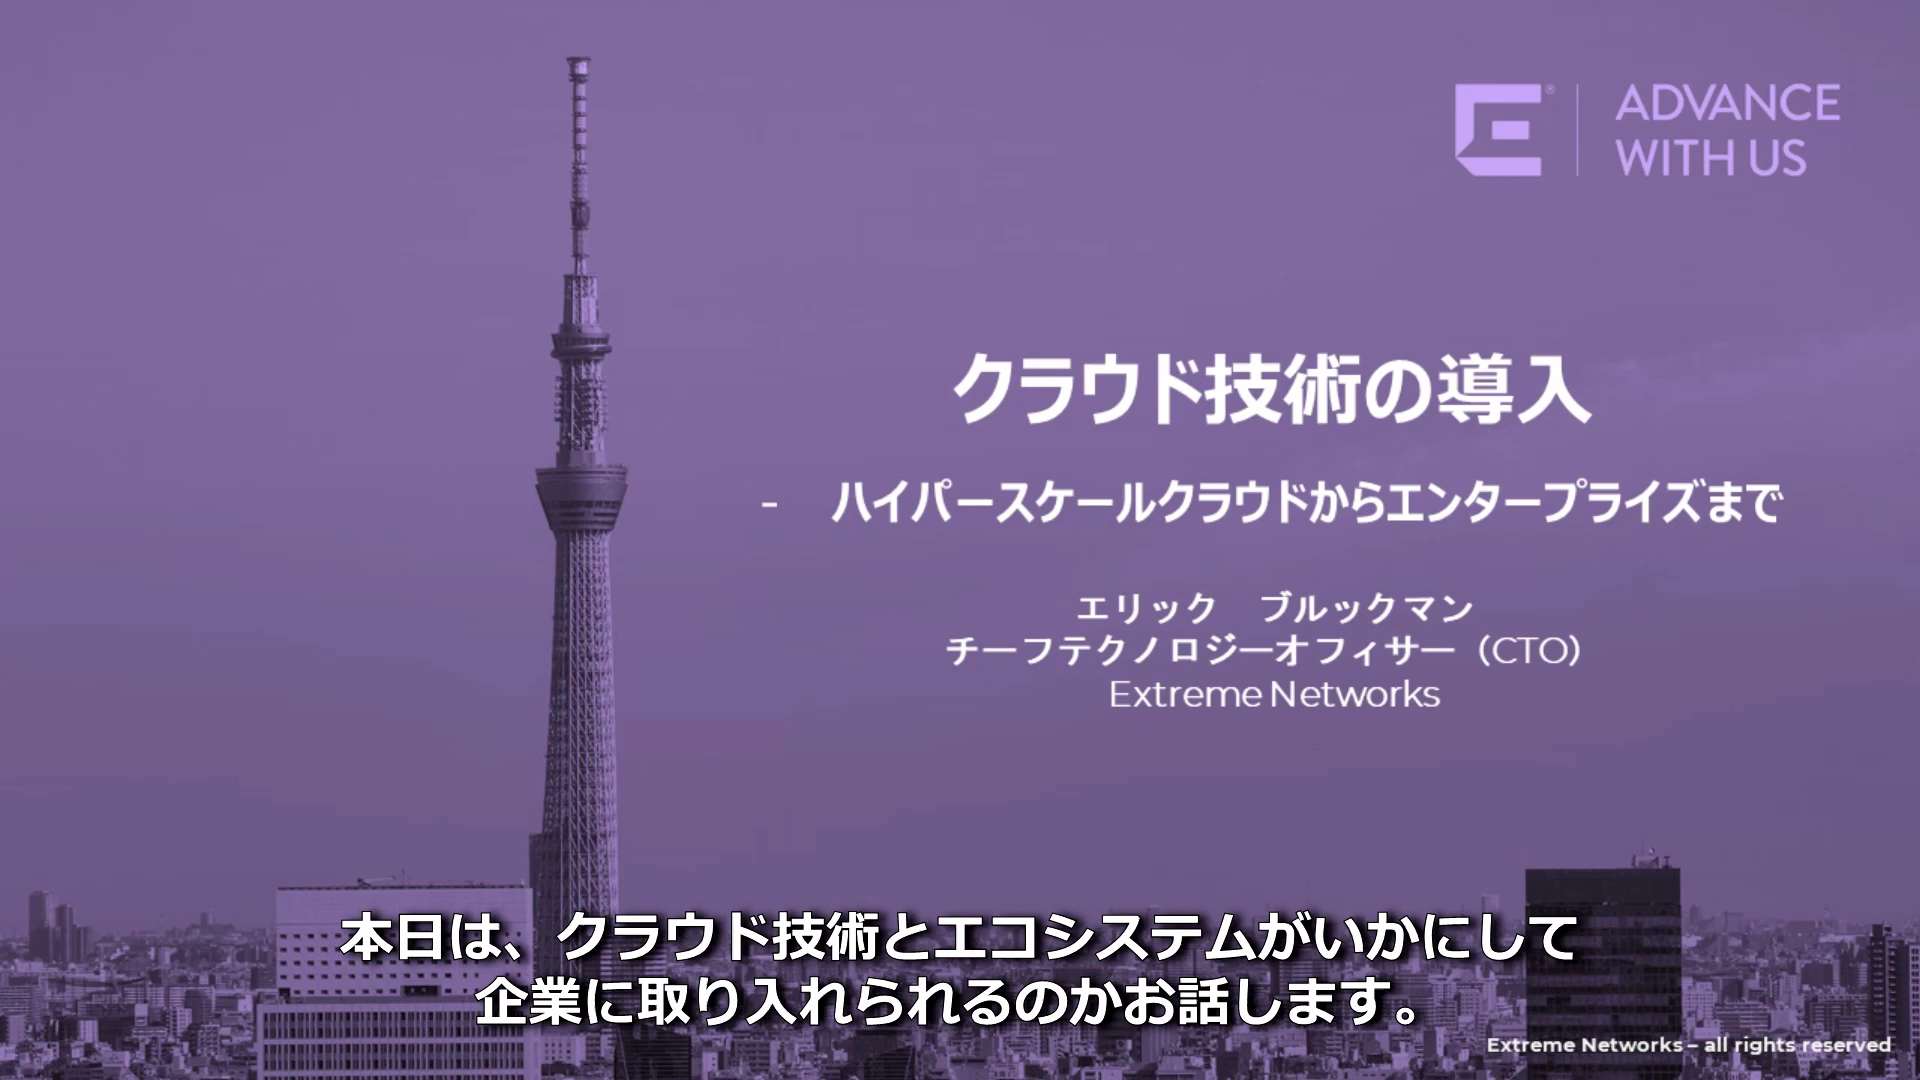 ADVANCE
WITH US
クラウド技術の導入
- ハイパースケールクラウドからエンタープライズまで
エリック　ブルックマン
チーフテクノロジーオフィサー（CTO）
Extreme Networks
本日は、クラウド技術とエコシステムがいかにして
企業に取り入れられるのかお話します。
Extreme Networks – all rights reserved